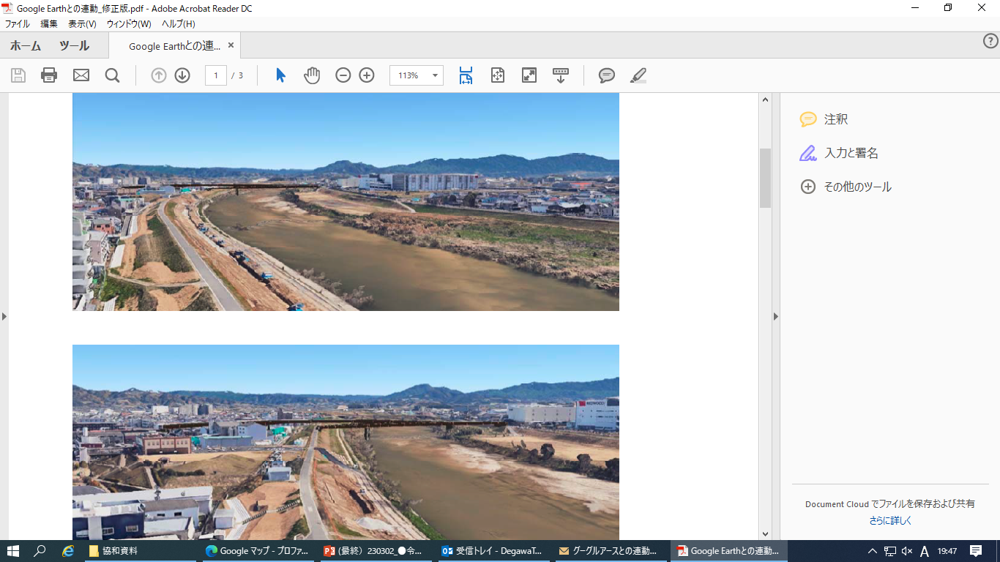 Google Earthとの連動_修正版.pdf - Adobe Acrobat Reader DC
ファイル 編集 表示(V) ウィンドウ(W) ヘルプ(H)
ホーム ツール Google Earthとの連... ×
1 / 3 113%
注釈
入力と署名
その他のツール
Document Cloud でファイルを保存および共有
さらに詳しく
協和資料 Google マップ - プロファ... (最終）230302_●令... 受信トレイ - DegawaT... グーグルアースとの連動... Google Earthとの連動... A 19:47